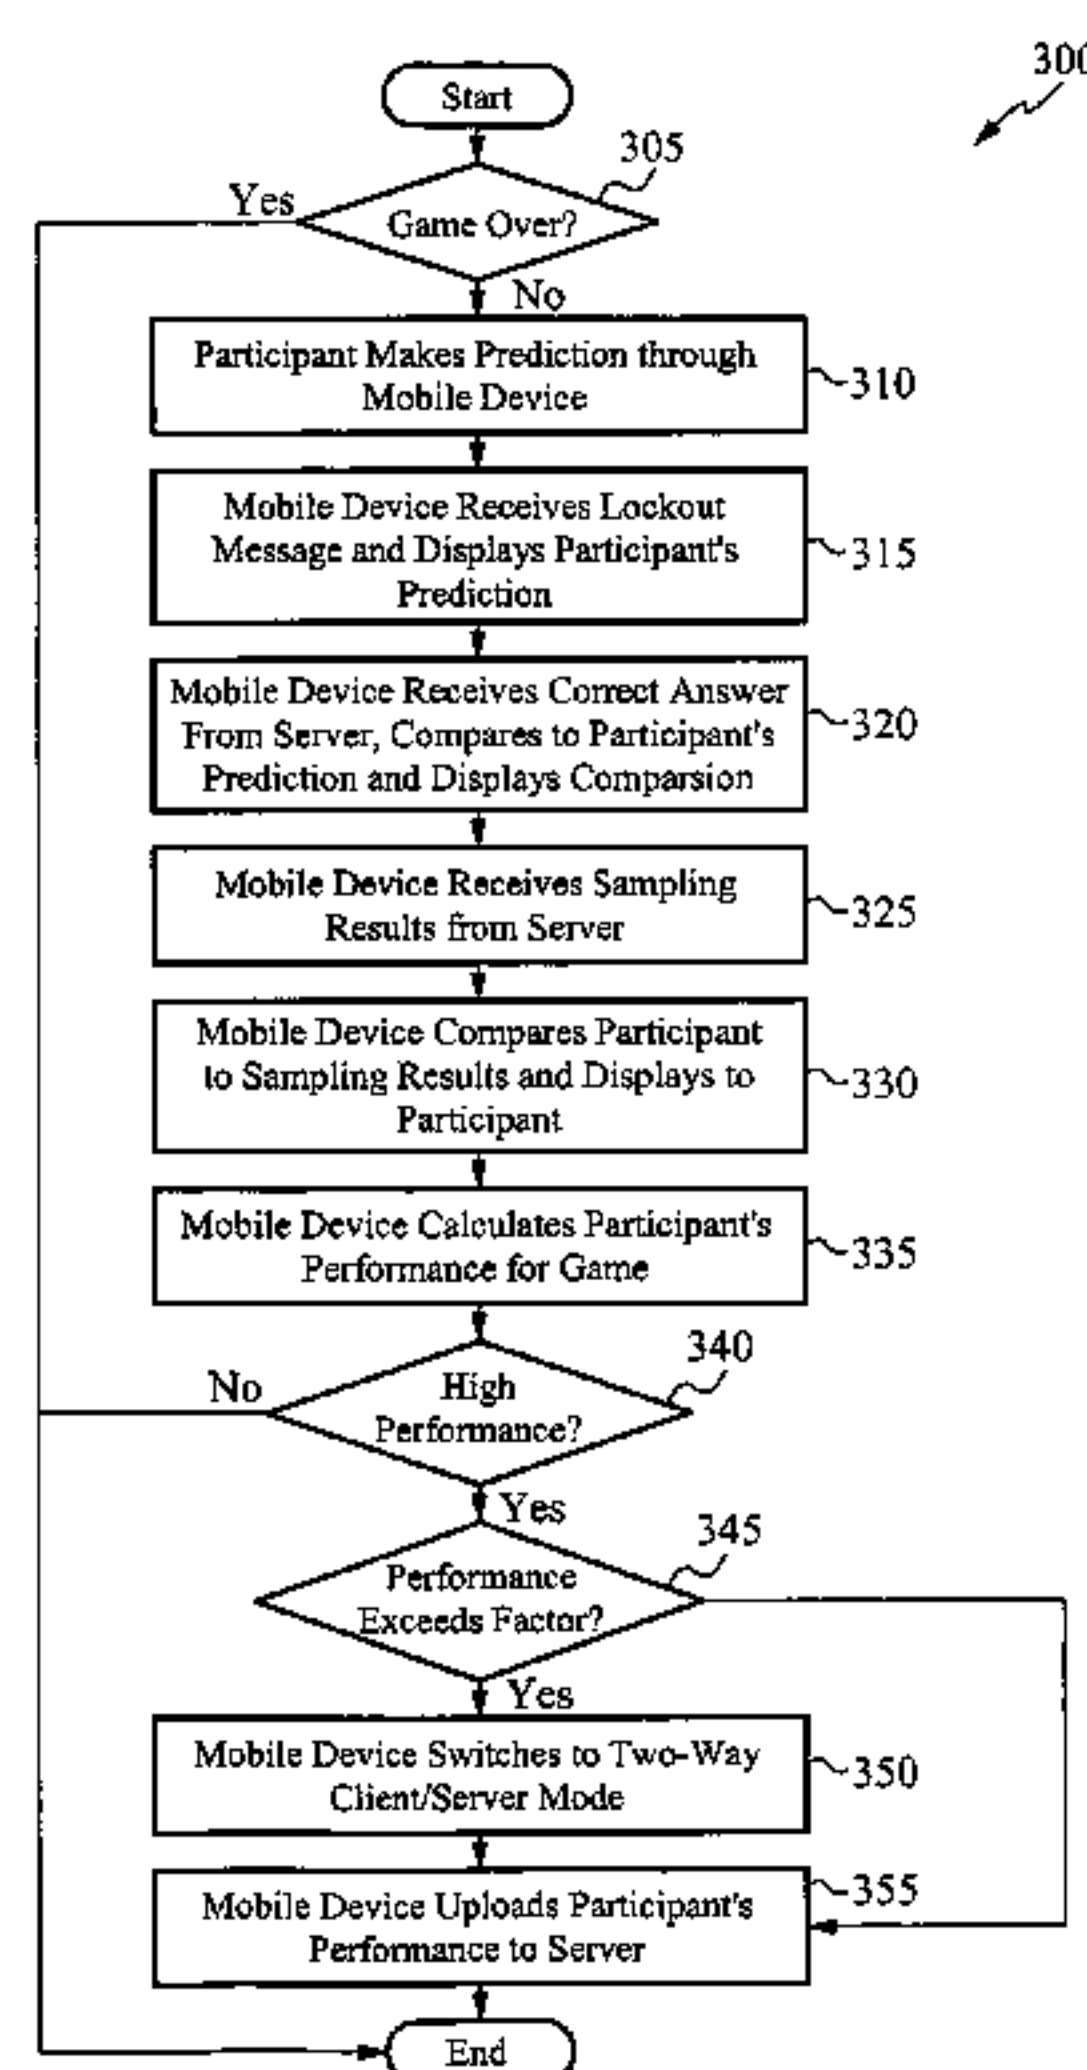 300
Start
305
Yes
Game Over?
No
Participant Makes Prediction through
Mobile Device
310
Mobile Device Receives Lockout
Message and Displays Participant's
Prediction
315
Mobile Device Receives Correct Answer
From Server, Compares to Participant's
Prediction and Displays Comparsion
320
Mobile Device Receives Sampling
Results from Server
325
Mobile Device Compares Participant
to Sampling Results and Displays to
Participant
330
Mobile Device Calculates Participant's
Performance for Game
335
340
No
High
Performance?
Yes
345
Performance
Exceeds Factor?
Yes
Mobile Device Switches to Two-Way
Client/Server Mode
350
Mobile Device Uploads Participant's
Performance to Server
355
End